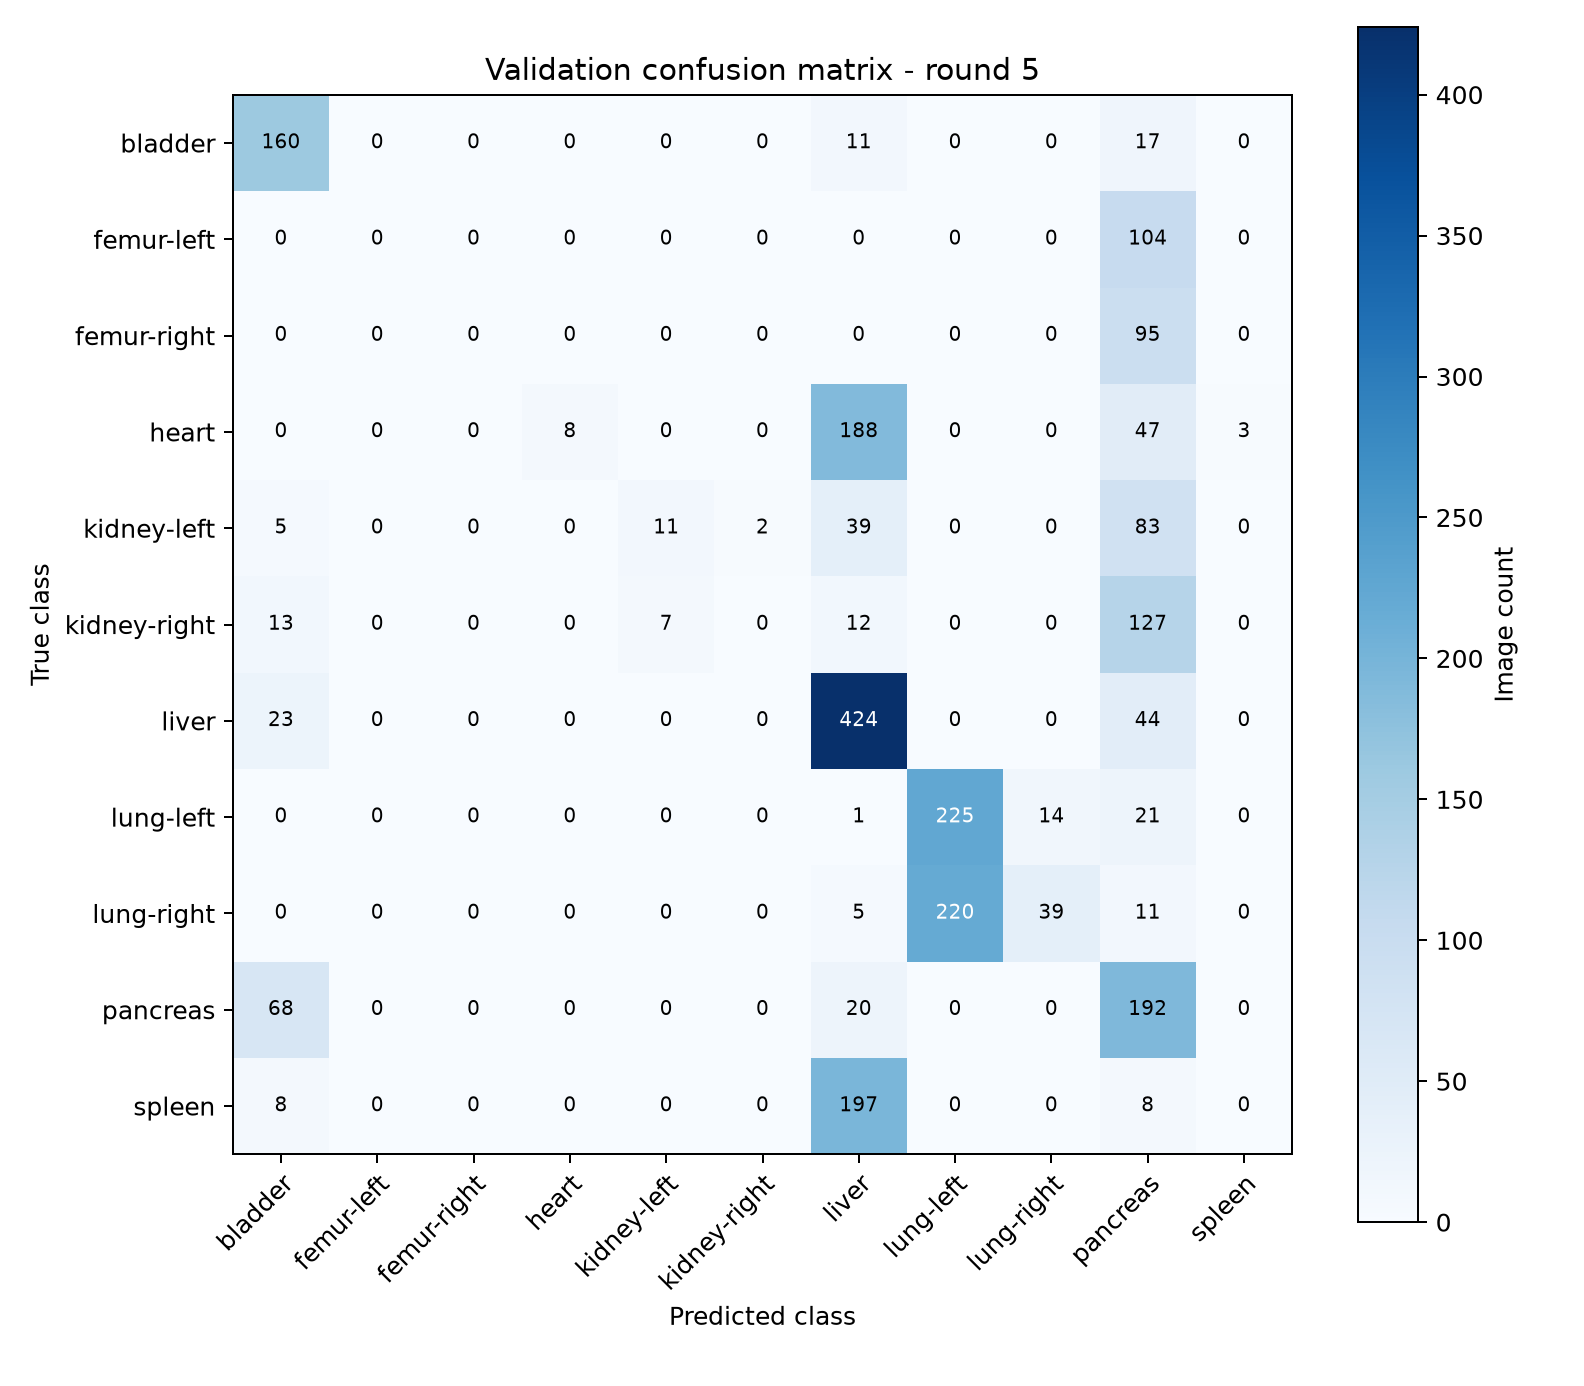 Validation confusion matrix - round 5
bladder 160 0 0 0 0 0 11 0 0 17 0
femur-left 0 0 0 0 0 0 0 0 0 104 0
femur-right 0 0 0 0 0 0 0 0 0 95 0
heart 0 0 0 8 0 0 188 0 0 47 3
kidney-left 5 0 0 0 11 2 39 0 0 83 0
kidney-right 13 0 0 0 7 0 12 0 0 127 0
liver 23 0 0 0 0 0 424 0 0 44 0
lung-left 0 0 0 0 0 0 1 225 14 21 0
lung-right 0 0 0 0 0 0 5 220 39 11 0
pancreas 68 0 0 0 0 0 20 0 0 192 0
spleen 8 0 0 0 0 0 197 0 0 8 0
True class
bladder femur-left femur-right heart kidney-left kidney-right liver lung-left lung-right pancreas spleen
Predicted class
400
350
300
250
200
150
100
50
0
Image count